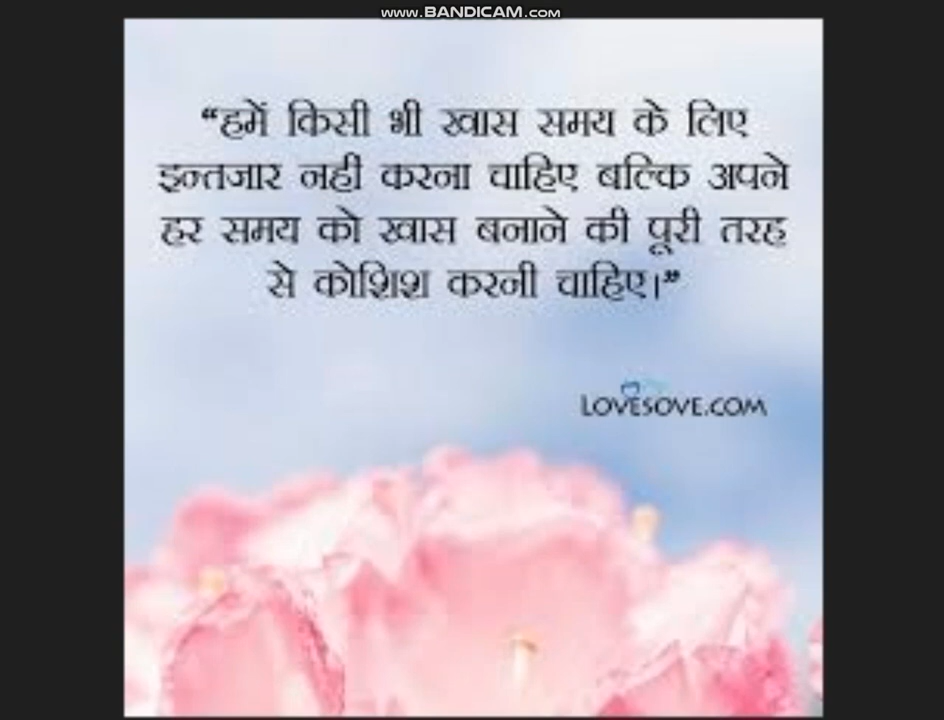 www.BANDICAM.com
“हमें किसी भी खास समय के लिए
इन्तजार नहीं करना चाहिए बल्कि अपने
हर समय को खास बनाने की पूरी तरह
से कोशिश करनी चाहिए।”
LOVESOVE.COM